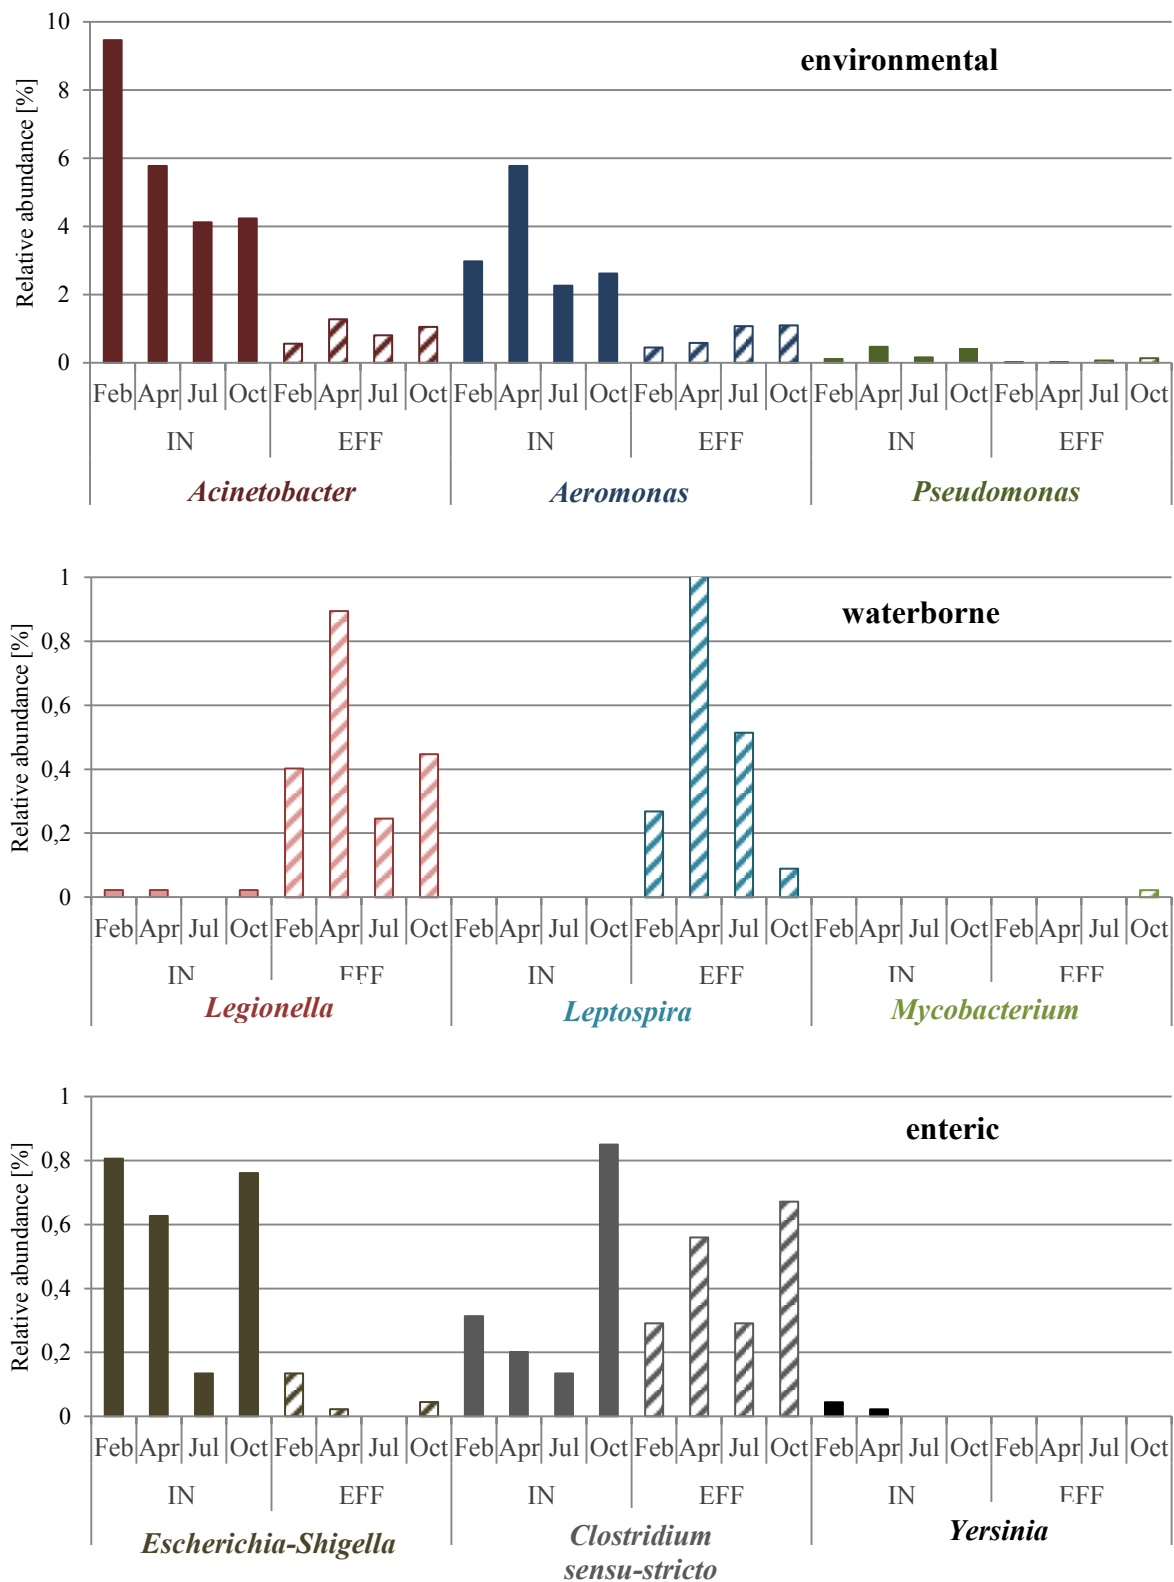 10
environmental
8
6
4
2
0
Relative abundance [%]
Feb Apr Jul Oct Feb Apr Jul Oct Feb Apr Jul Oct Feb Apr Jul Oct Feb Apr Jul Oct Feb Apr Jul Oct
IN EFF IN EFF IN EFF
Acinetobacter Aeromonas Pseudomonas
1
waterborne
0,8
0,6
0,4
0,2
0
Relative abundance [%]
Feb Apr Jul Oct Feb Apr Jul Oct Feb Apr Jul Oct Feb Apr Jul Oct Feb Apr Jul Oct Feb Apr Jul Oct
IN EFF IN EFF IN EFF
Legionella Leptospira Mycobacterium
1
enteric
0,8
0,6
0,4
0,2
0
Relative abundance [%]
Feb Apr Jul Oct Feb Apr Jul Oct Feb Apr Jul Oct Feb Apr Jul Oct Feb Apr Jul Oct Feb Apr Jul Oct
IN EFF IN EFF IN EFF
Escherichia-Shigella Clostridium Yersinia
sensu-stricto